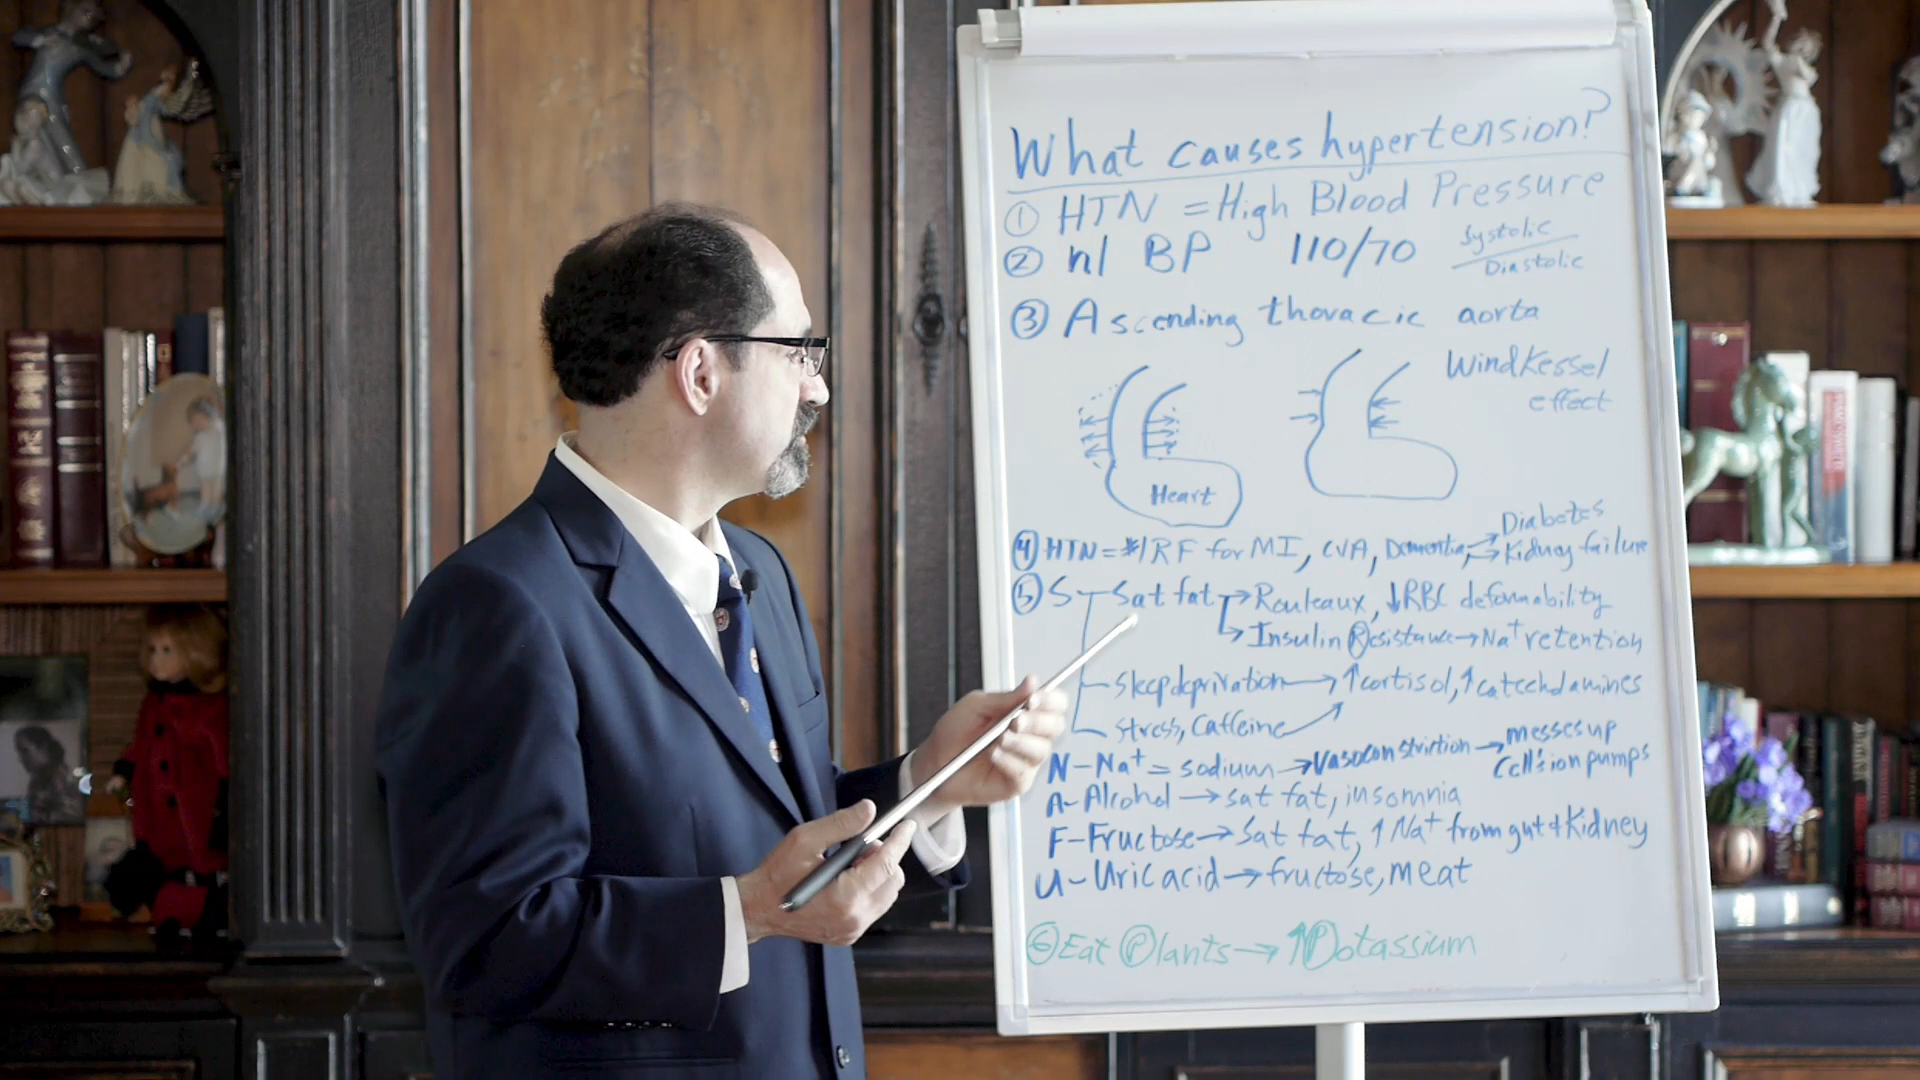 What causes hypertension?
① HTN = High Blood Pressure
② nl BP 110/70 Systolic
Diastolic
③ Ascending thoracic aorta
Windkessel
effect
Heart
④ HTN = #1 RF for MI, CVA, Dementia, → Diabetes
→ Kidney failure
⑤ S Sat fat → Rouleaux, ↓RBC deformability
→ Insulin Resistance → Na⁺ retention
Sleep deprivation → ↑cortisol, ↑catecholamines
Stress, Caffeine
N - Na⁺ = sodium → Vasoconstriction → messes up
Cell's ion pumps
A - Alcohol → sat fat, insomnia
F - Fructose → Sat fat, ↑Na⁺ from gut + Kidney
U - Uric acid → fructose, meat
⑥ Eat Plants → ↑Potassium